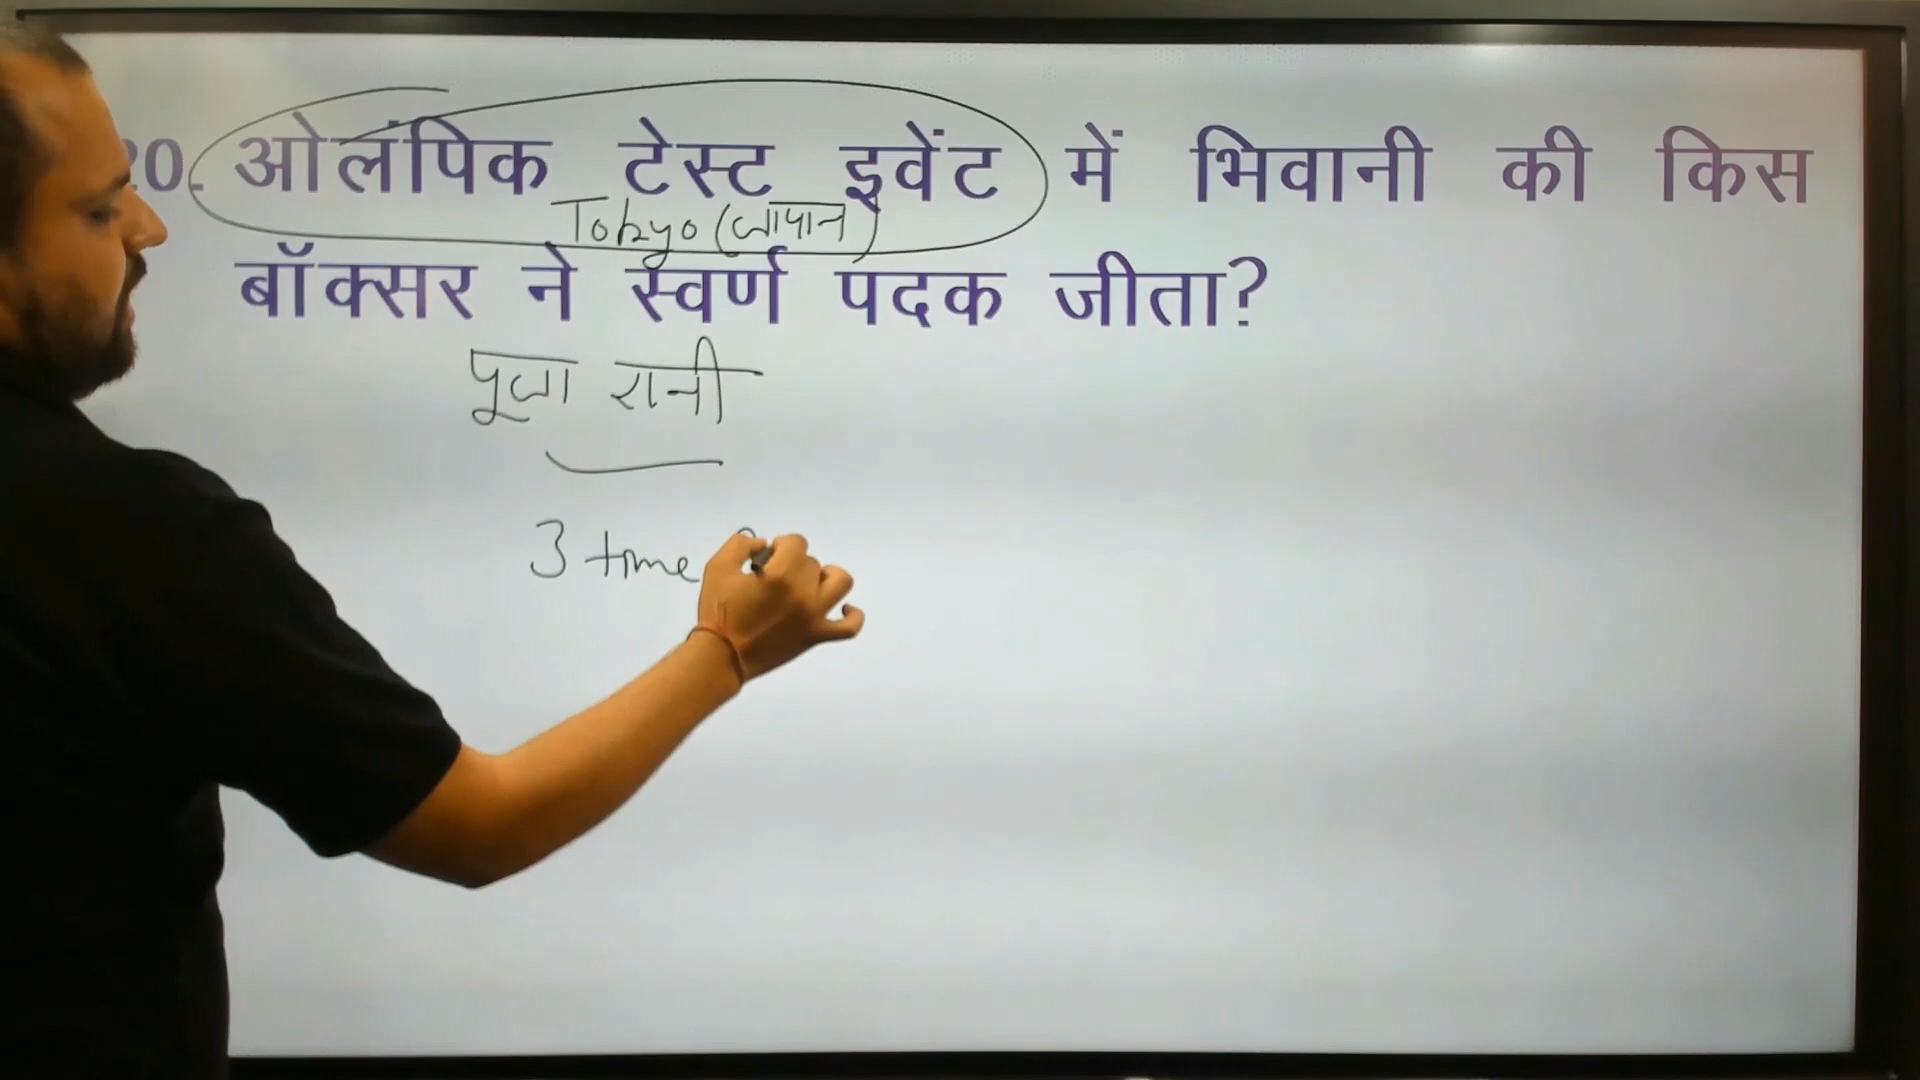 20. ओलंपिक टेस्ट इवेंट में भिवानी की किस
Tokyo (जापान)
बॉक्सर ने स्वर्ण पदक जीता?
पूजा रानी
3 time